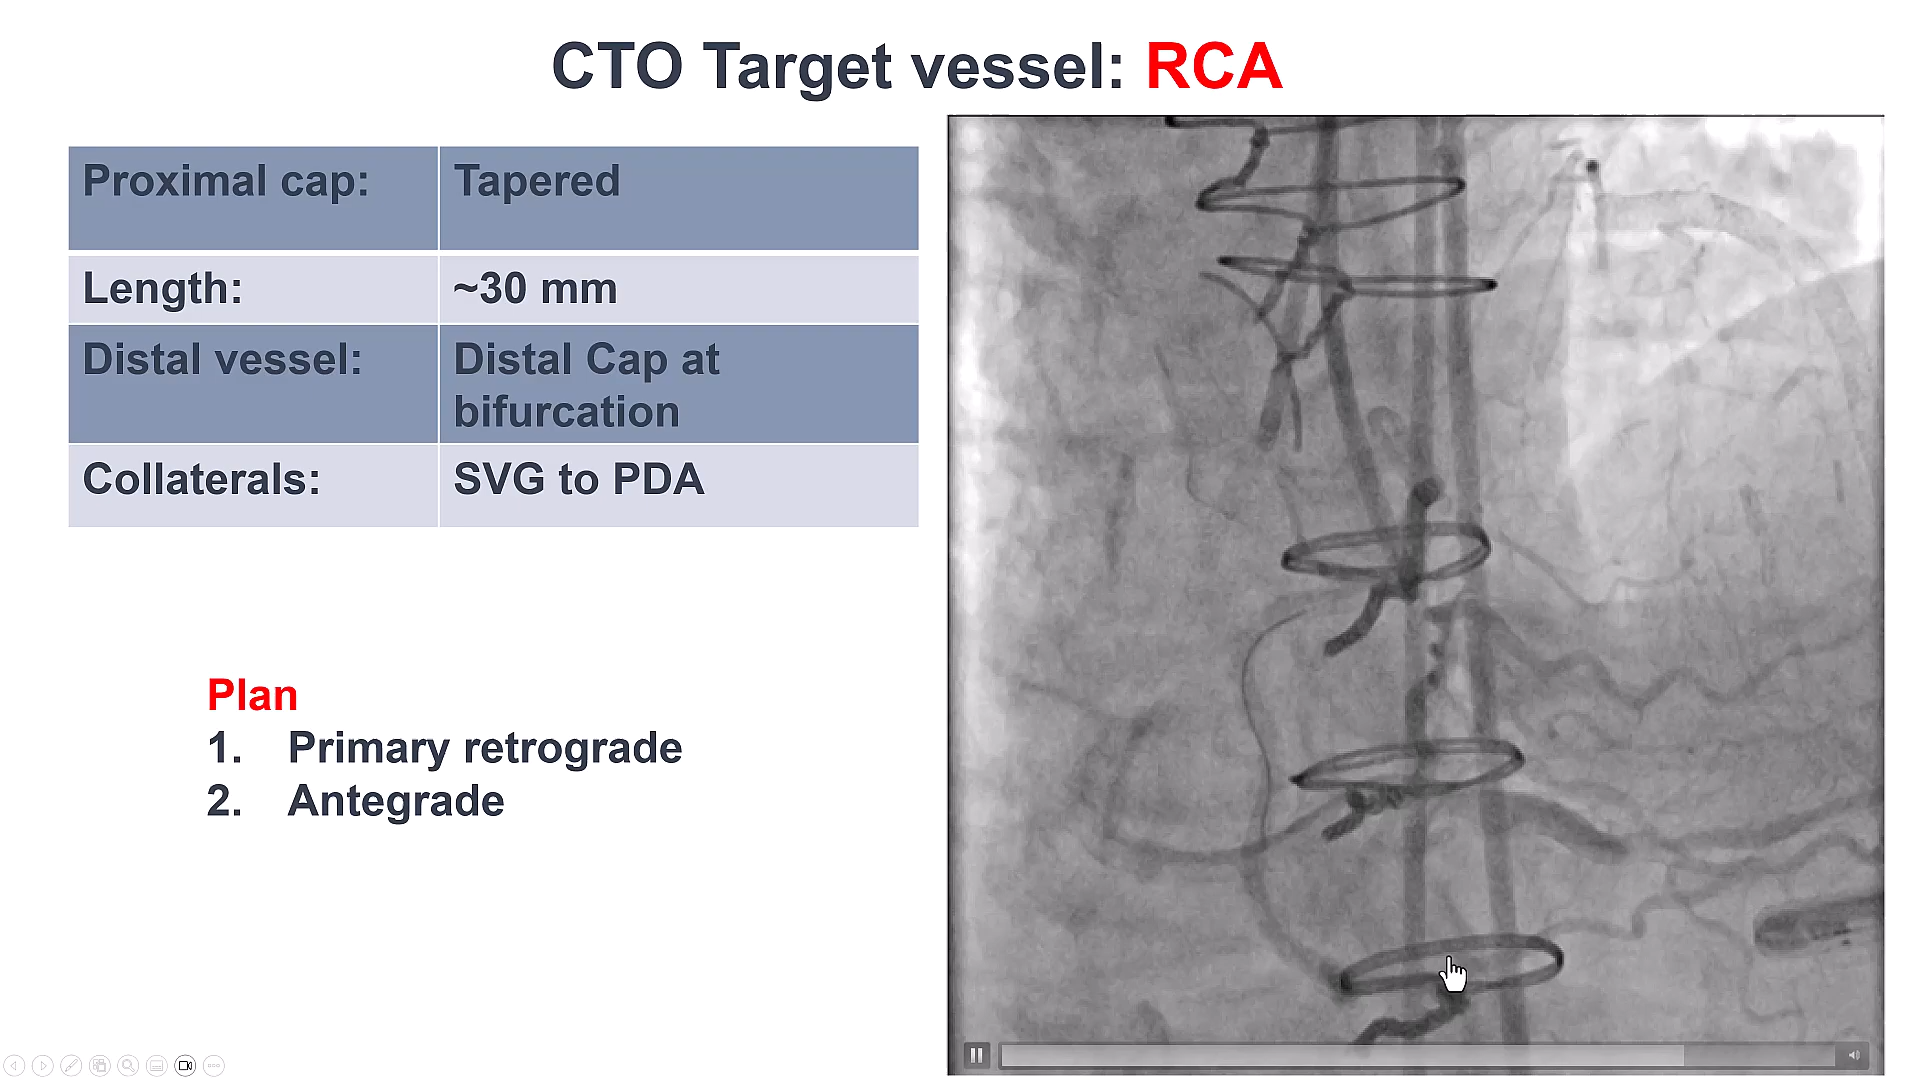 CTO Target vessel: RCA
Proximal cap: Tapered
Length: ~30 mm
Distal vessel: Distal Cap at
bifurcation
Collaterals: SVG to PDA
Plan
1. Primary retrograde
2. Antegrade